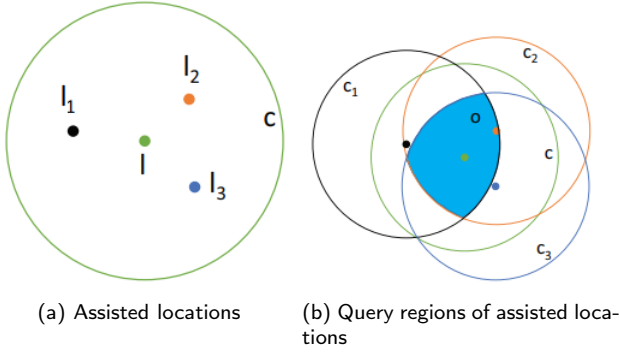 l₂
l₁
C
l
l₃
(a) Assisted locations
C₁
C₂
O
C
C₃
(b) Query regions of assisted loca-
tions